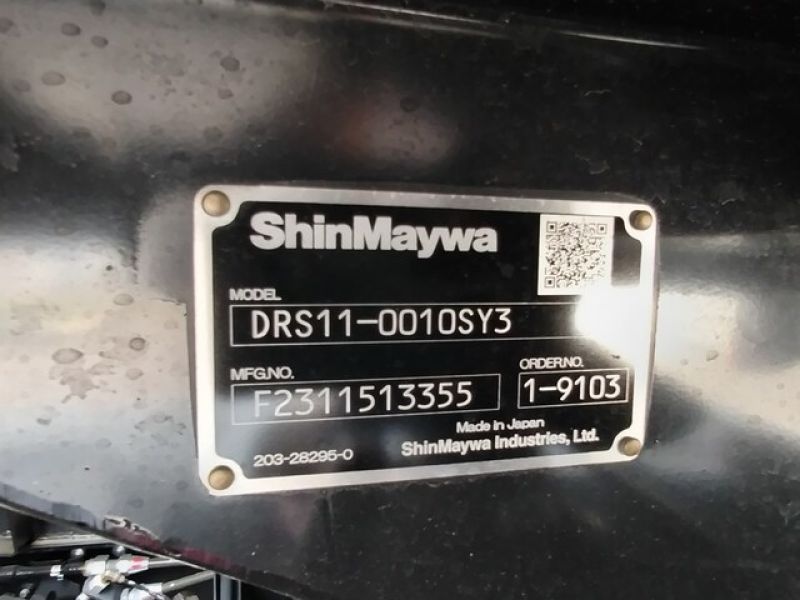 ShinMaywa
MODEL
DRS11-0010SY3
MFG.NO.
ORDER.NO.
F2311513355
1-9103
Made in Japan
203-28295-0
ShinMaywa Industries, Ltd.